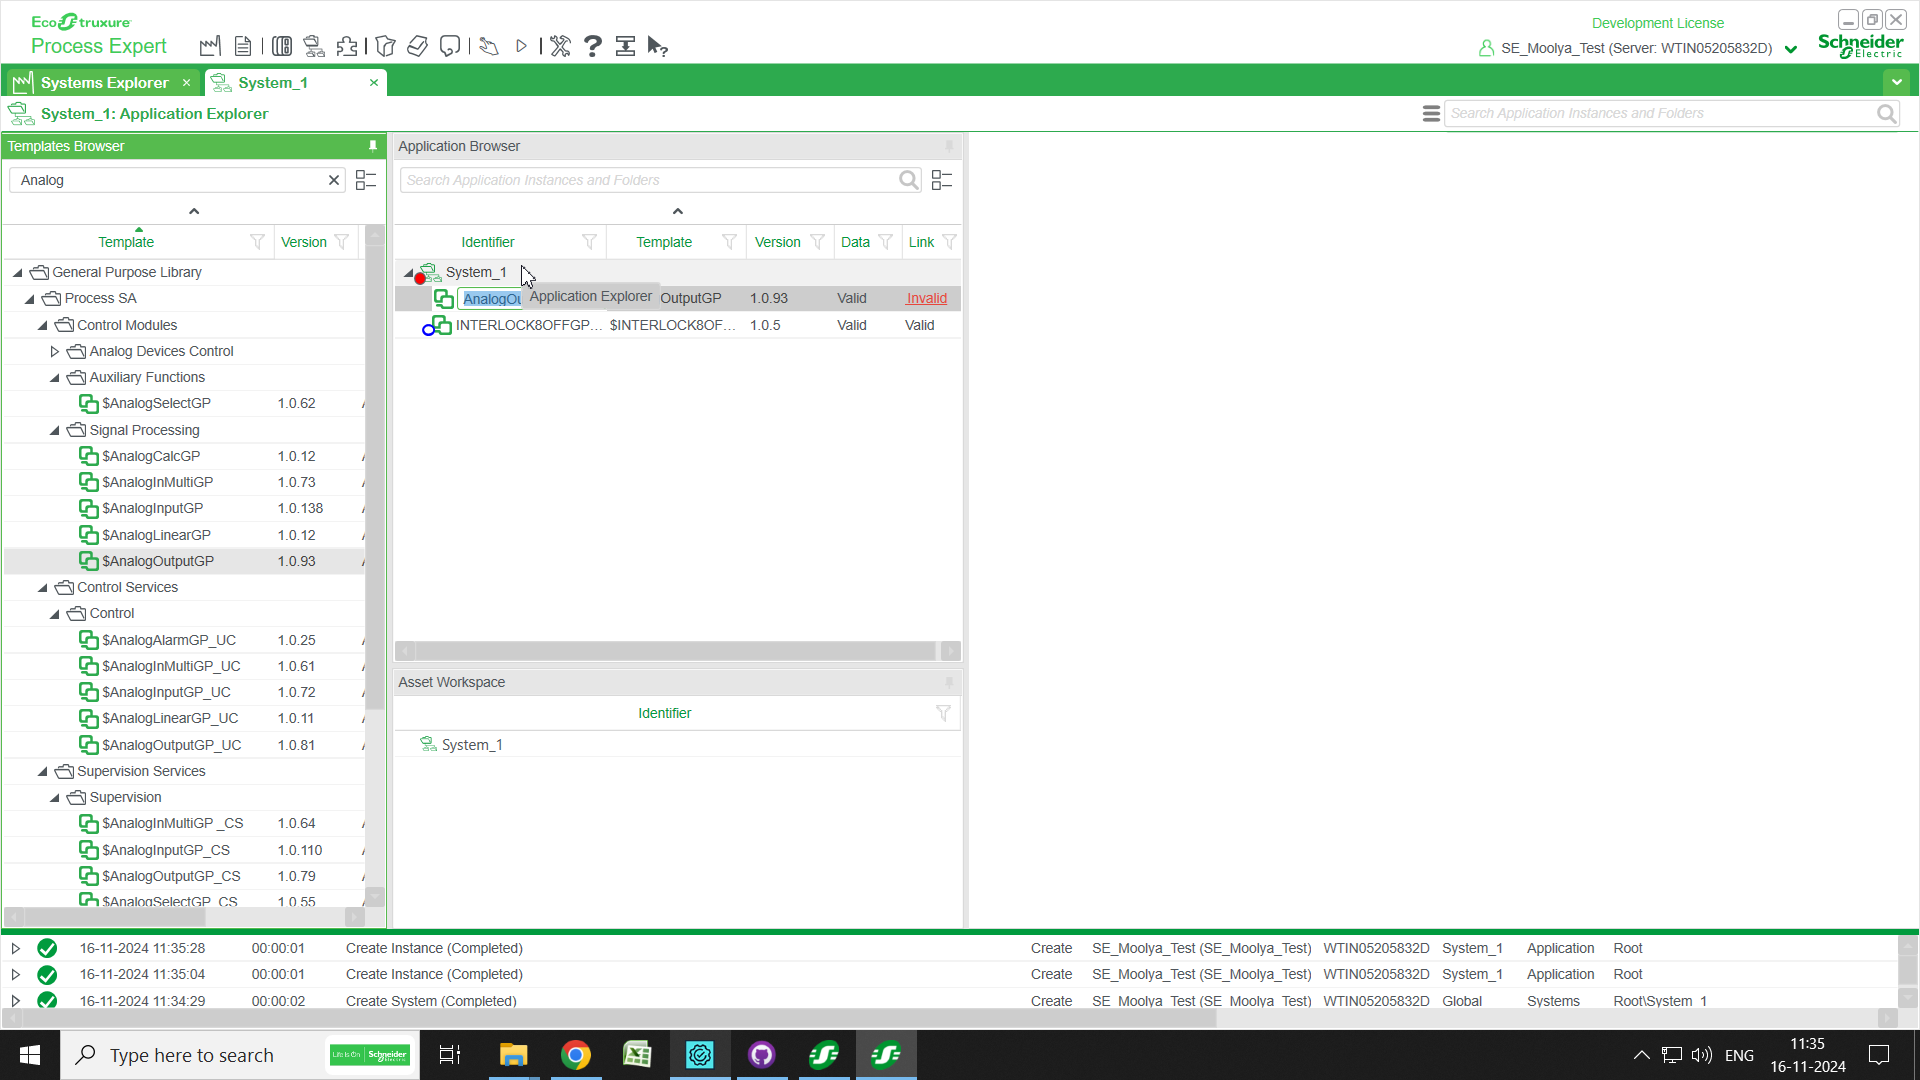 EcoStruxure
Process Expert
Development License
SE_Moolya_Test (Server: WTIN05205832D)
Schneider
Electric
Systems Explorer
System_1
System_1: Application Explorer
Search Application Instances and Folders
Templates Browser
Analog
Template
Version
General Purpose Library
Process SA
Control Modules
Analog Devices Control
Auxiliary Functions
$AnalogSelectGP 1.0.62
Signal Processing
$AnalogCalcGP 1.0.12
$AnalogInMultiGP 1.0.73
$AnalogInputGP 1.0.138
$AnalogLinearGP 1.0.12
$AnalogOutputGP 1.0.93
Control Services
Control
$AnalogAlarmGP_UC 1.0.25
$AnalogInMultiGP_UC 1.0.61
$AnalogInputGP_UC 1.0.72
$AnalogLinearGP_UC 1.0.11
$AnalogOutputGP_UC 1.0.81
Supervision Services
Supervision
$AnalogInMultiGP _CS 1.0.64
$AnalogInputGP_CS 1.0.110
$AnalogOutputGP_CS 1.0.79
$AnalogSelectGP_CS 1.0.55
Application Browser
Search Application Instances and Folders
Identifier Template Version Data Link
System_1
AnalogOu OutputGP 1.0.93 Valid Invalid
Application Explorer
INTERLOCK8OFFGP... $INTERLOCK8OF... 1.0.5 Valid Valid
Asset Workspace
Identifier
System_1
16-11-2024 11:35:28 00:00:01 Create Instance (Completed) Create SE_Moolya_Test (SE_Moolya_Test) WTIN05205832D System_1 Application Root
16-11-2024 11:35:04 00:00:01 Create Instance (Completed) Create SE_Moolya_Test (SE_Moolya_Test) WTIN05205832D System_1 Application Root
16-11-2024 11:34:29 00:00:02 Create System (Completed) Create SE_Moolya_Test (SE_Moolya_Test) WTIN05205832D Global Systems Root\System_1
Type here to search
Life Is On Schneider Electric
ENG
11:35
16-11-2024